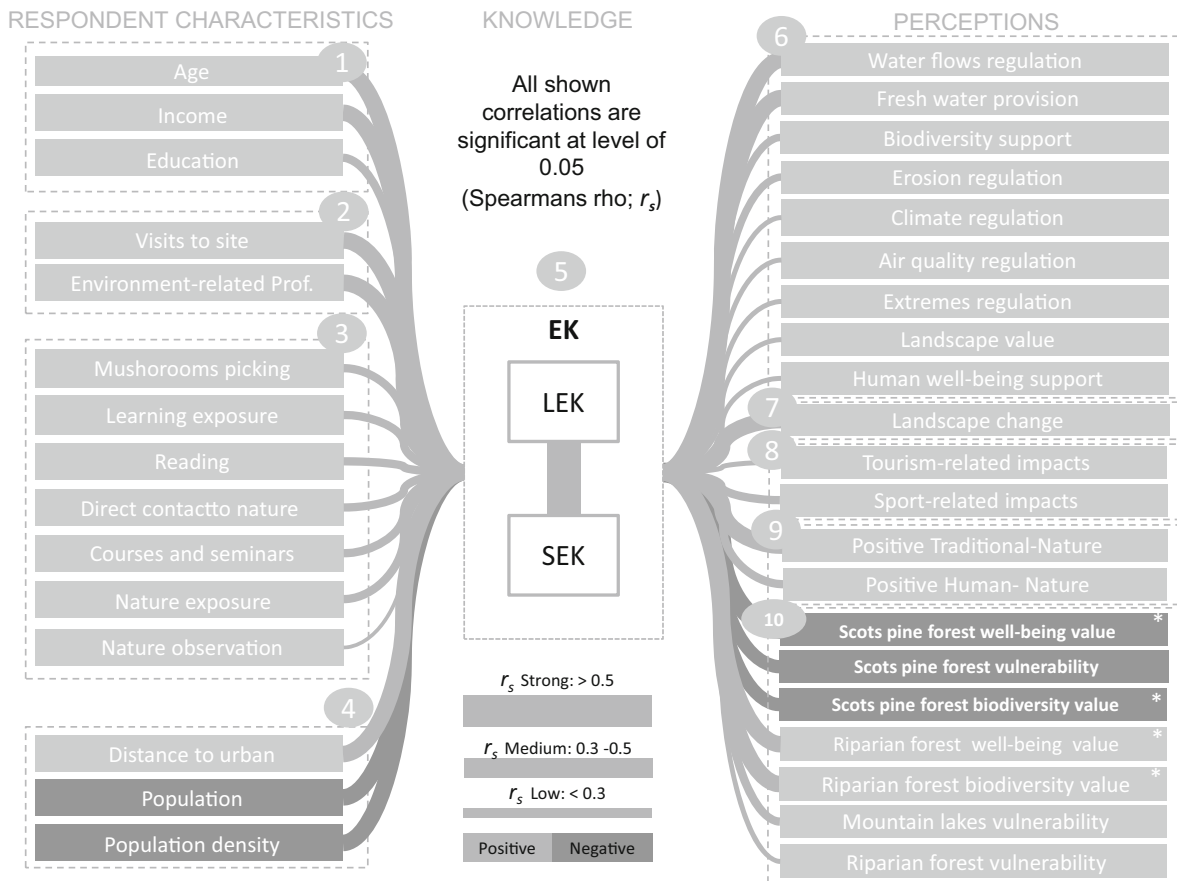 RESPONDENT CHARACTERISTICS
1
Age
Income
Education
2
Visits to site
Environment-related Prof.
3
Mushorooms picking
Learning exposure
Reading
Direct contactto nature
Courses and seminars
Nature exposure
Nature observation
4
Distance to urban
Population
Population density
KNOWLEDGE
All shown
correlations are
significant at level of
0.05
(Spearmans rho; rs)
5
EK
LEK
SEK
rs Strong: > 0.5
rs Medium: 0.3 -0.5
rs Low: < 0.3
Positive Negative
PERCEPTIONS
6
Water flows regulation
Fresh water provision
Biodiversity support
Erosion regulation
Climate regulation
Air quality regulation
Extremes regulation
Landscape value
Human well-being support
7
Landscape change
8
Tourism-related impacts
Sport-related impacts
9
Positive Traditional-Nature
Positive Human- Nature
10
Scots pine forest well-being value *
Scots pine forest vulnerability
Scots pine forest biodiversity value *
Riparian forest well-being value *
Riparian forest biodiversity value *
Mountain lakes vulnerability
Riparian forest vulnerability